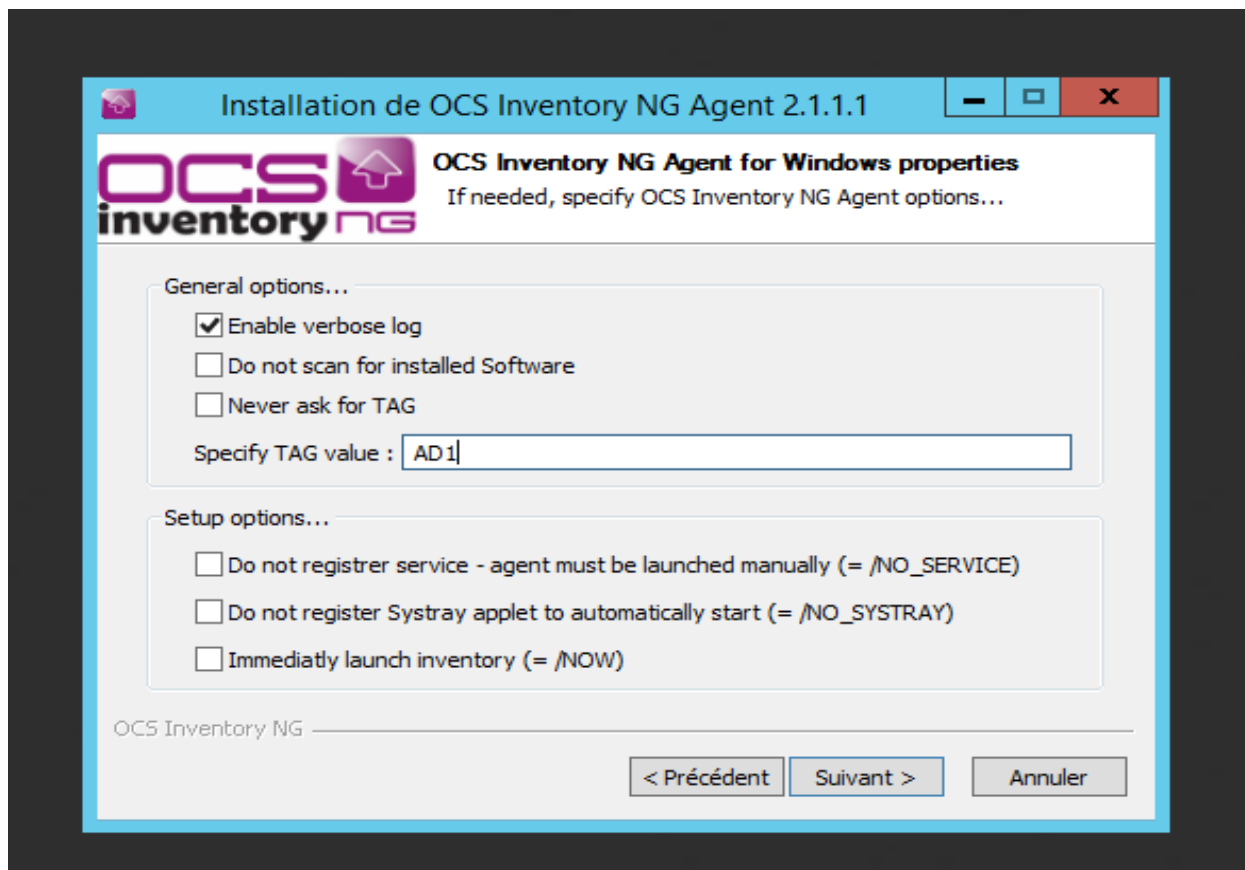 Installation de OCS Inventory NG Agent 2.1.1.1
OCS
inventory NG
OCS Inventory NG Agent for Windows properties
If needed, specify OCS Inventory NG Agent options...
General options...
Enable verbose log
Do not scan for installed Software
Never ask for TAG
Specify TAG value : AD1
Setup options...
Do not registrer service - agent must be launched manually (= /NO_SERVICE)
Do not register Systray applet to automatically start (= /NO_SYSTRAY)
Immediatly launch inventory (= /NOW)
OCS Inventory NG
< Précédent Suivant > Annuler